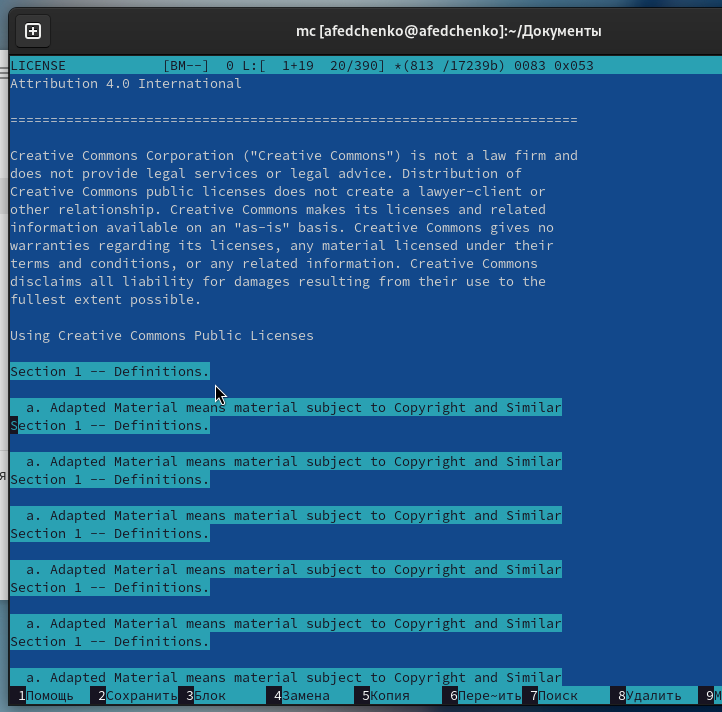 mc [afedchenko@afedchenko]:~/Документы
LICENSE            [BM--]  0 L:[  1+19  20/390] *(813 /17239b) 0083 0x053
Attribution 4.0 International
=======================================================================
Creative Commons Corporation ("Creative Commons") is not a law firm and
does not provide legal services or legal advice. Distribution of
Creative Commons public licenses does not create a lawyer-client or
other relationship. Creative Commons makes its licenses and related
information available on an "as-is" basis. Creative Commons gives no
warranties regarding its licenses, any material licensed under their
terms and conditions, or any related information. Creative Commons
disclaims all liability for damages resulting from their use to the
fullest extent possible.
Using Creative Commons Public Licenses
Section 1 -- Definitions.
  a. Adapted Material means material subject to Copyright and Similar
Section 1 -- Definitions.
  a. Adapted Material means material subject to Copyright and Similar
Section 1 -- Definitions.
  a. Adapted Material means material subject to Copyright and Similar
Section 1 -- Definitions.
  a. Adapted Material means material subject to Copyright and Similar
Section 1 -- Definitions.
  a. Adapted Material means material subject to Copyright and Similar
Section 1 -- Definitions.
  a. Adapted Material means material subject to Copyright and Similar
1Помощь 2Сохранить 3Блок 4Замена 5Копия 6Пере~ить 7Поиск 8Удалить 9М